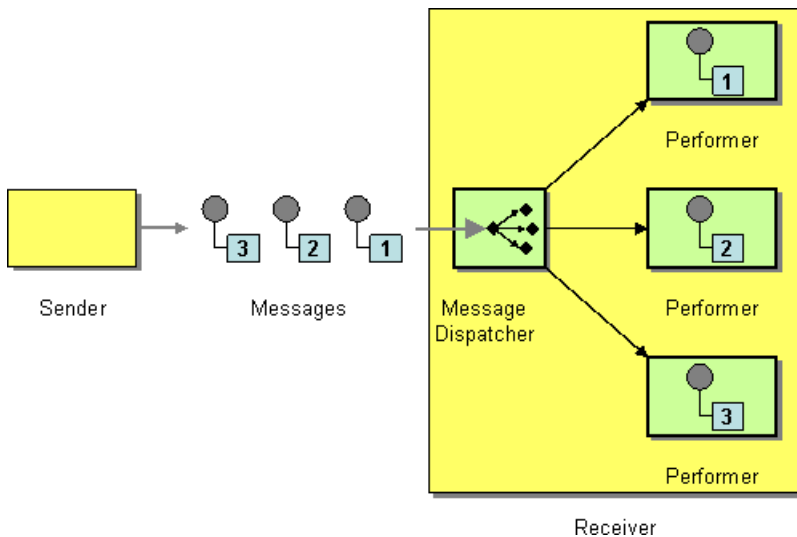 1
Performer
3 2 1
2
Sender
Messages
Message
Dispatcher
Performer
3
Performer
Receiver